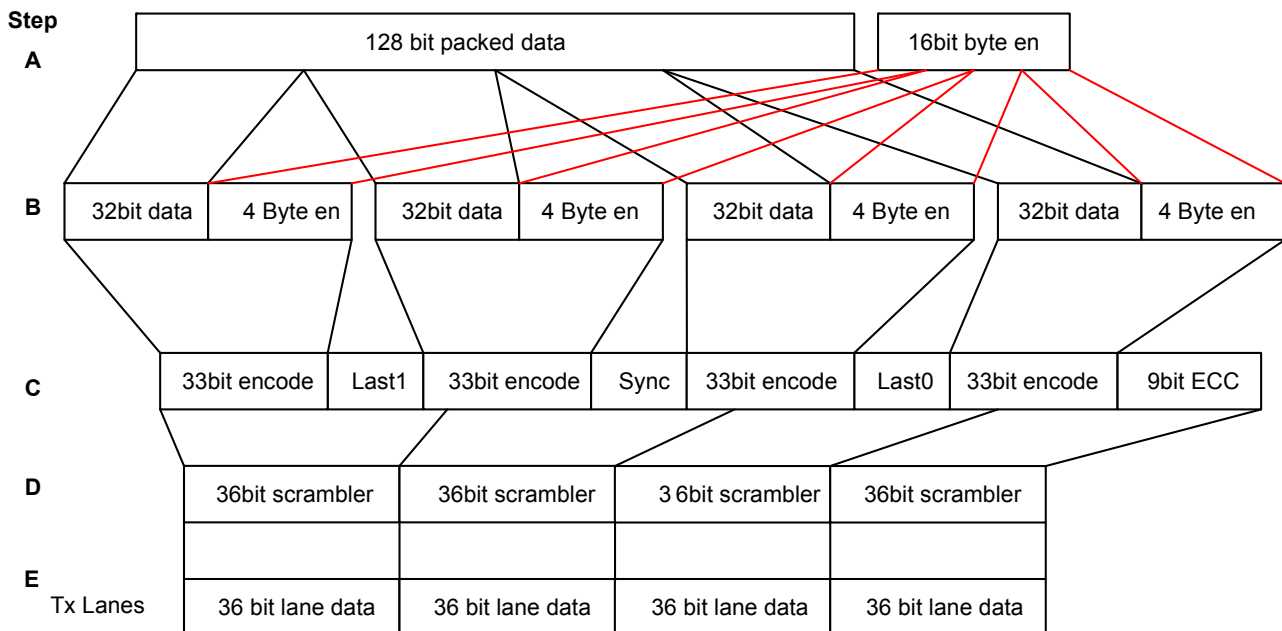 Step
128 bit packed data 16bit byte en
A
B 32bit data 4 Byte en 32bit data 4 Byte en 32bit data 4 Byte en 32bit data 4 Byte en
C 33bit encode Last1 33bit encode Sync 33bit encode Last0 33bit encode 9bit ECC
D 36bit scrambler 36bit scrambler 3 6bit scrambler 36bit scrambler
E
Tx Lanes 36 bit lane data 36 bit lane data 36 bit lane data 36 bit lane data